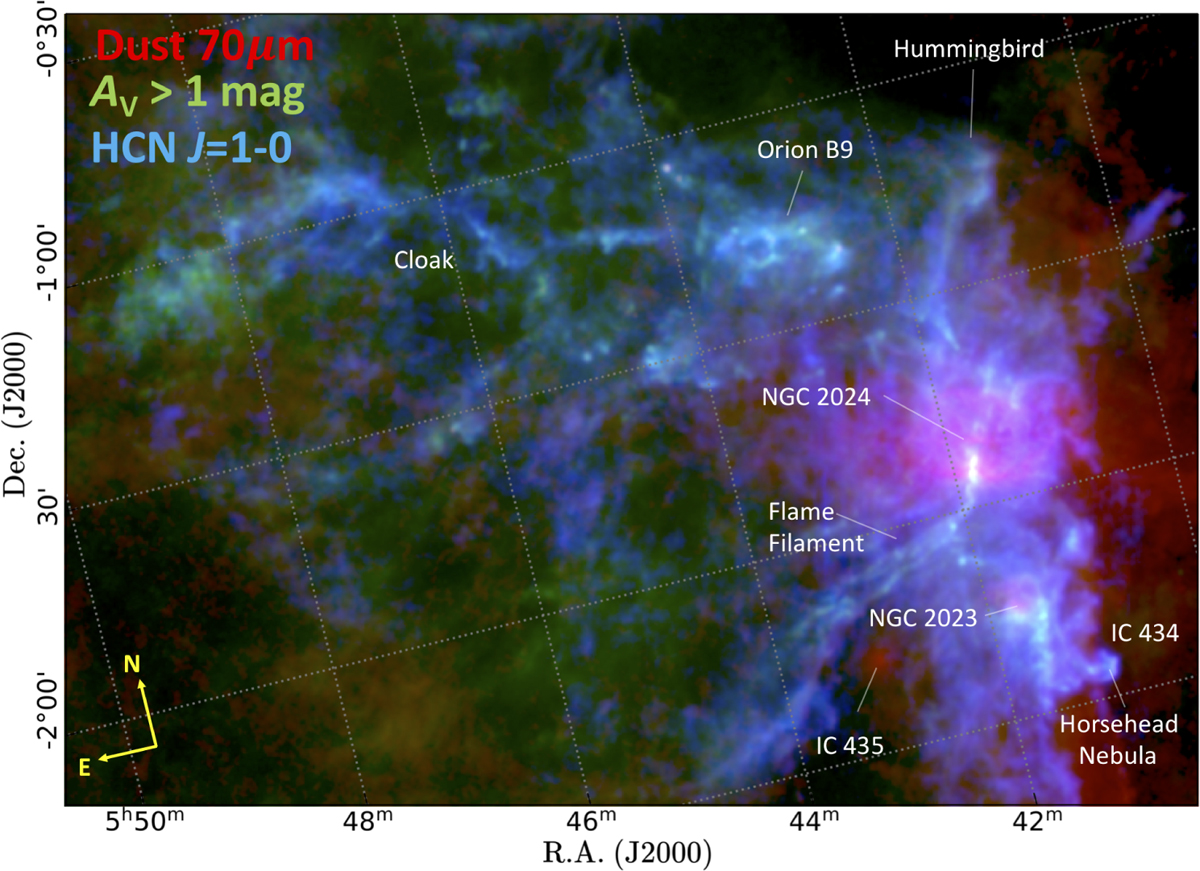 Dust 70μm
A_V > 1 mag
HCN J=1-0
Hummingbird
Orion B9
Cloak
NGC 2024
Flame
Filament
NGC 2023
IC 434
Horsehead
Nebula
IC 435
N
E
-0°30'
-1°00'
30'
-2°00'
Dec. (J2000)
5ʰ50ᵐ
48ᵐ
46ᵐ
44ᵐ
42ᵐ
R.A. (J2000)